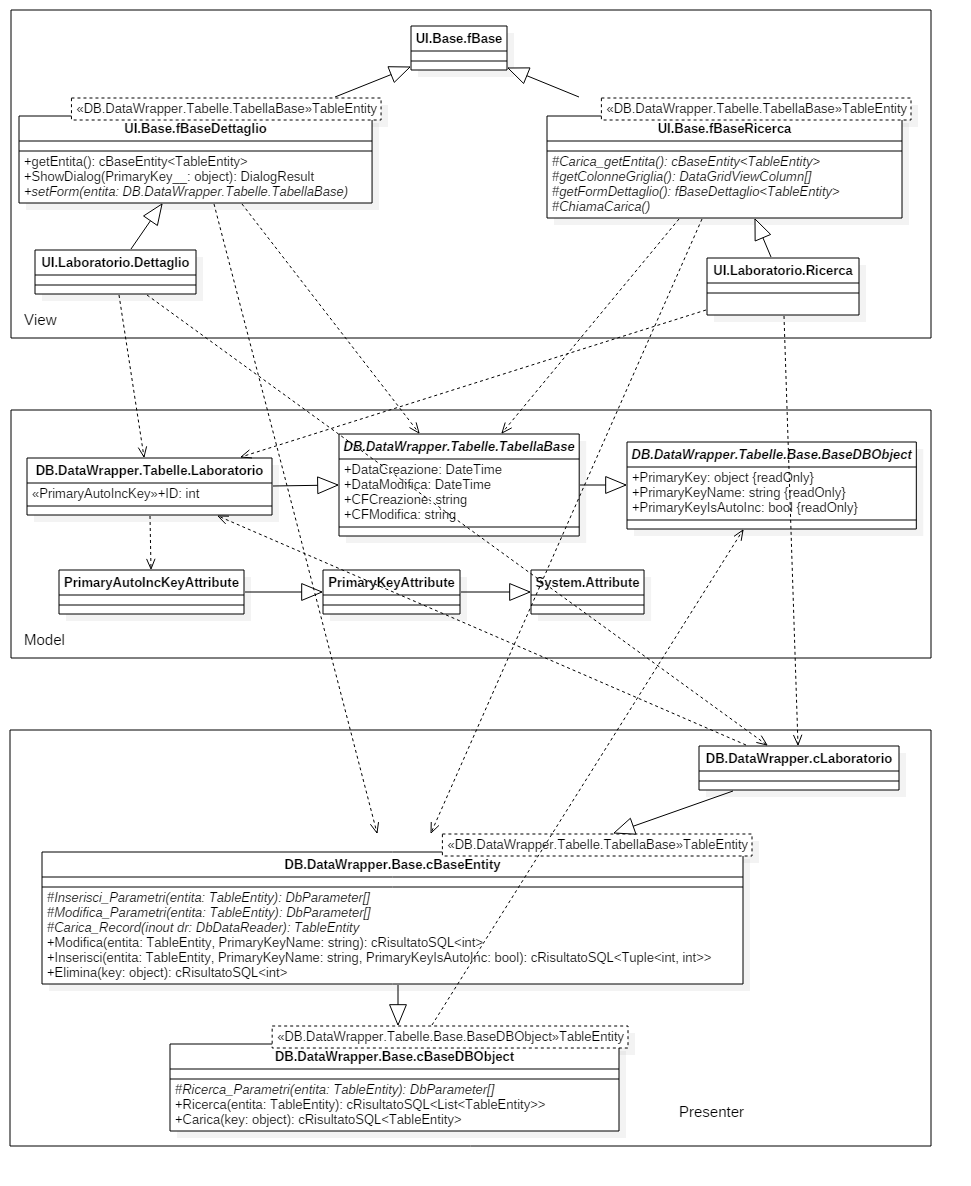 UI.Base.fBase
«DB.DataWrapper.Tabelle.TabellaBase»TableEntity
UI.Base.fBaseDettaglio
+getEntita(): cBaseEntity<TableEntity>
+ShowDialog(PrimaryKey__: object): DialogResult
+setForm(entita: DB.DataWrapper.Tabelle.TabellaBase)
«DB.DataWrapper.Tabelle.TabellaBase»TableEntity
UI.Base.fBaseRicerca
#Carica_getEntita(): cBaseEntity<TableEntity>
#getColonneGriglia(): DataGridViewColumn[]
#getFormDettaglio(): fBaseDettaglio<TableEntity>
#ChiamaCarica()
UI.Laboratorio.Dettaglio
UI.Laboratorio.Ricerca
View
DB.DataWrapper.Tabelle.Laboratorio
«PrimaryAutoIncKey»+ID: int
DB.DataWrapper.Tabelle.TabellaBase
+DataCreazione: DateTime
+DataModifica: DateTime
+CFCreazione: string
+CFModifica: string
DB.DataWrapper.Tabelle.Base.BaseDBObject
+PrimaryKey: object {readOnly}
+PrimaryKeyName: string {readOnly}
+PrimaryKeyIsAutoInc: bool {readOnly}
PrimaryAutoIncKeyAttribute
PrimaryKeyAttribute
System.Attribute
Model
DB.DataWrapper.cLaboratorio
«DB.DataWrapper.Tabelle.TabellaBase»TableEntity
DB.DataWrapper.Base.cBaseEntity
#Inserisci_Parametri(entita: TableEntity): DbParameter[]
#Modifica_Parametri(entita: TableEntity): DbParameter[]
#Carica_Record(inout dr: DbDataReader): TableEntity
+Modifica(entita: TableEntity, PrimaryKeyName: string): cRisultatoSQL<int>
+Inserisci(entita: TableEntity, PrimaryKeyName: string, PrimaryKeyIsAutoInc: bool): cRisultatoSQL<Tuple<int, int>>
+Elimina(key: object): cRisultatoSQL<int>
«DB.DataWrapper.Tabelle.Base.BaseDBObject»TableEntity
DB.DataWrapper.Base.cBaseDBObject
#Ricerca_Parametri(entita: TableEntity): DbParameter[]
+Ricerca(entita: TableEntity): cRisultatoSQL<List<TableEntity>>
+Carica(key: object): cRisultatoSQL<TableEntity>
Presenter